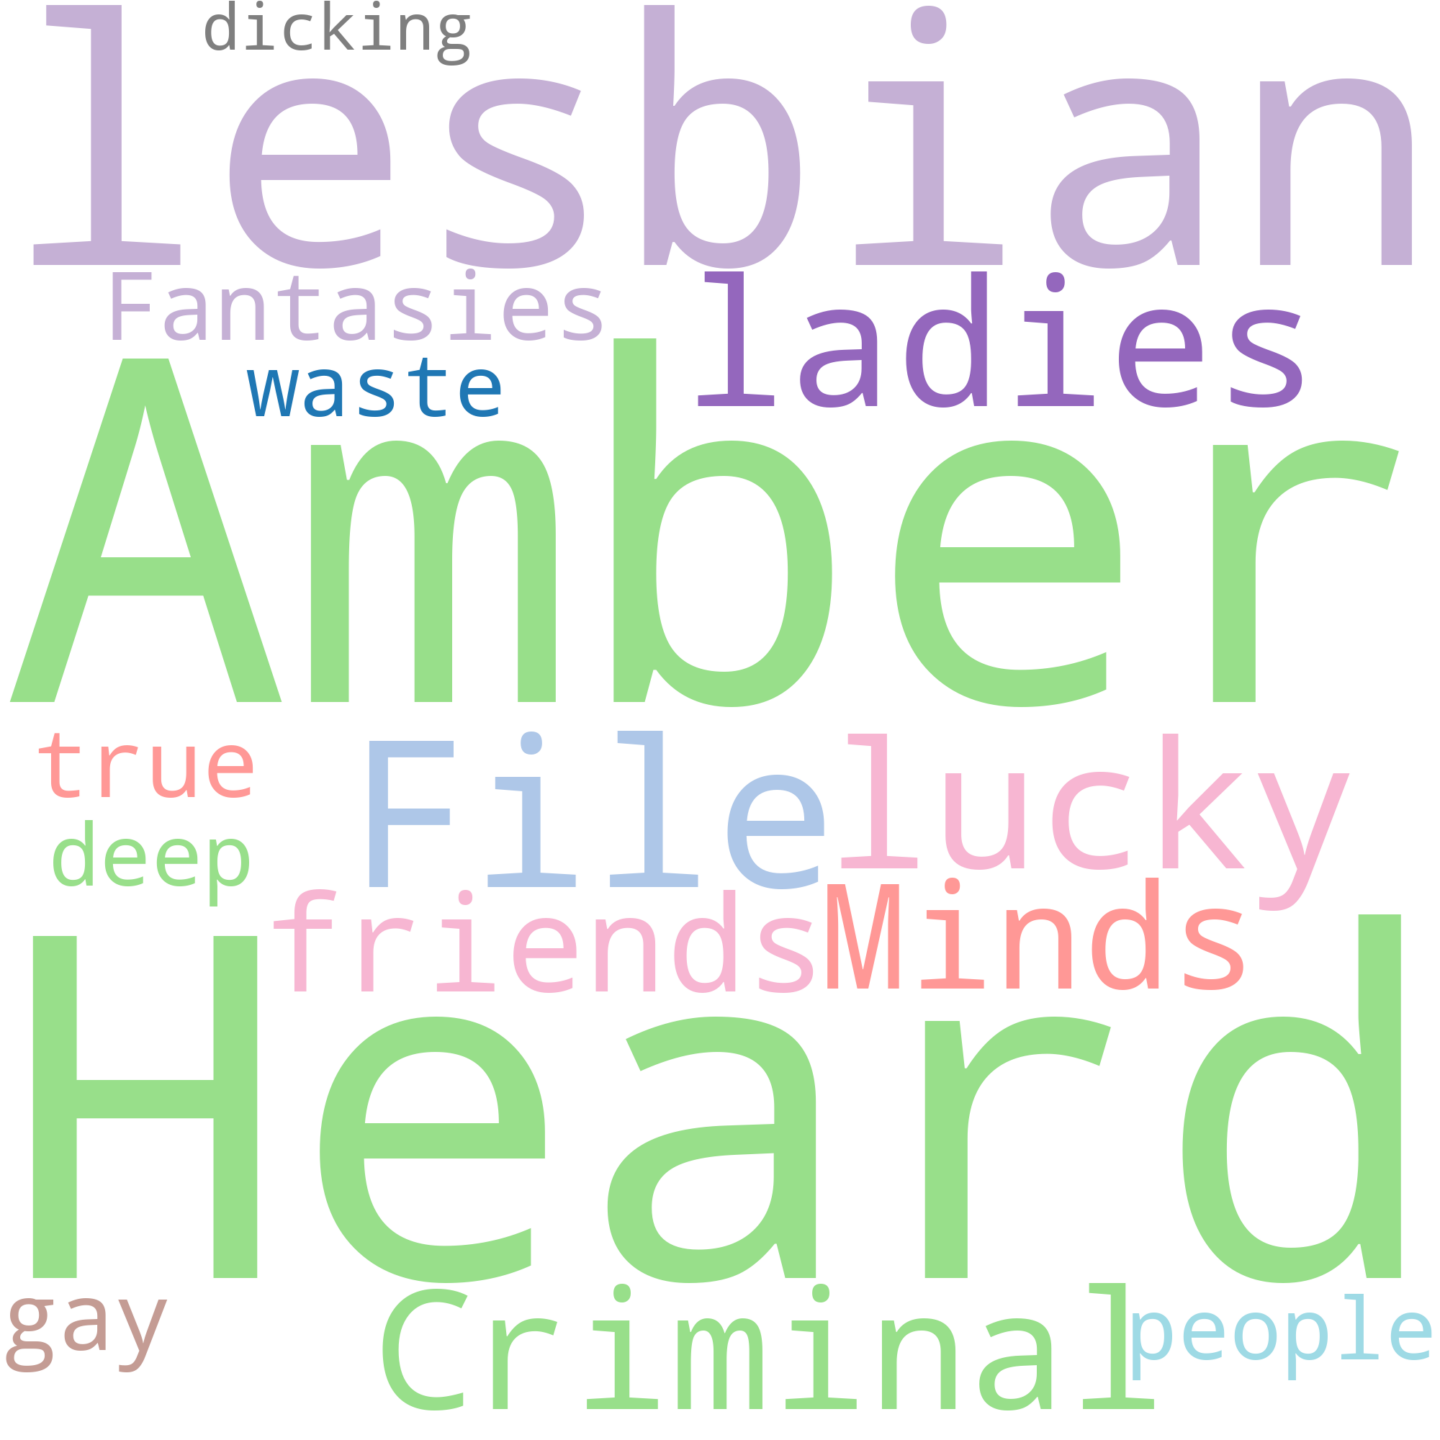 dicking
lesbian
Fantasies
ladies
waste
Amber
true
File
lucky
deep
friends
Minds
Heard
gay
Criminal
people